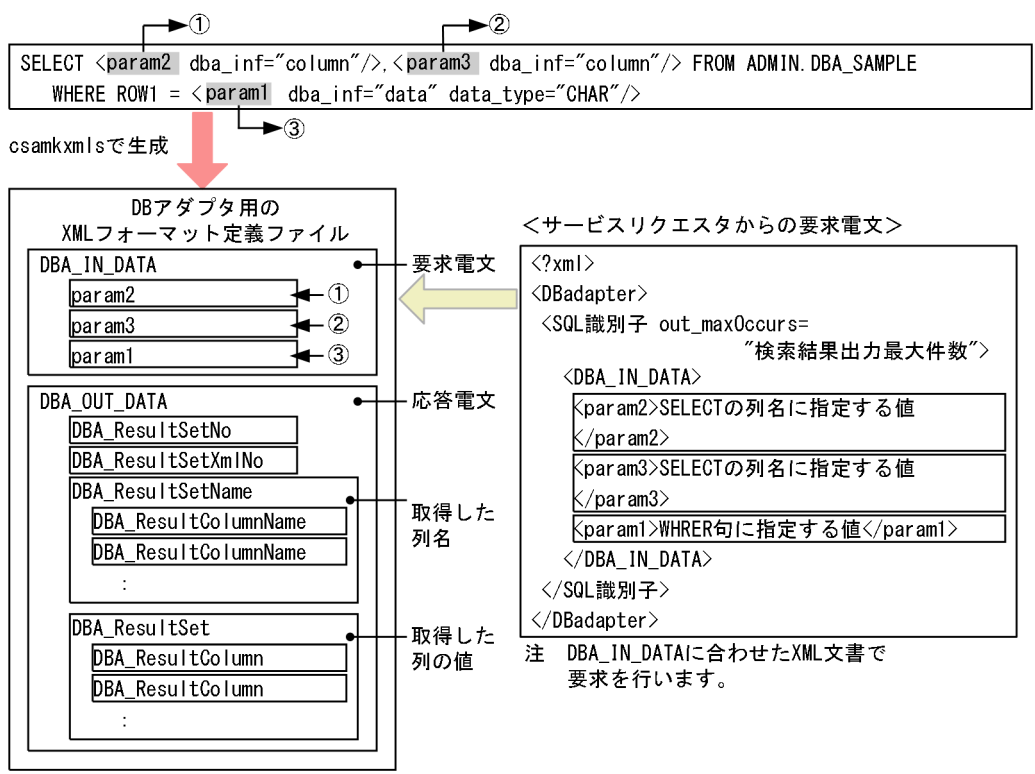 ①
②
SELECT <param2 dba_inf="column"/>,<param3 dba_inf="column"/> FROM ADMIN.DBA_SAMPLE
WHERE ROW1 = <param1 dba_inf="data" data_type="CHAR"/>
③
csamkxmlsで生成
DBアダプタ用の
XMLフォーマット定義ファイル
DBA_IN_DATA
要求電文
param2
①
param3
②
param1
③
DBA_OUT_DATA
応答電文
DBA_ResultSetNo
DBA_ResultSetXmlNo
DBA_ResultSetName
取得した
列名
DBA_ResultColumnName
DBA_ResultColumnName
:
DBA_ResultSet
取得した
列の値
DBA_ResultColumn
DBA_ResultColumn
:
<サービスリクエスタからの要求電文>
<?xml>
<DBadapter>
<SQL識別子 out_maxOccurs=
"検索結果出力最大件数">
<DBA_IN_DATA>
<param2>SELECTの列名に指定する値
</param2>
<param3>SELECTの列名に指定する値
</param3>
<param1>WHRER句に指定する値</param1>
</DBA_IN_DATA>
</SQL識別子>
</DBadapter>
注 DBA_IN_DATAに合わせたXML文書で
要求を行います。